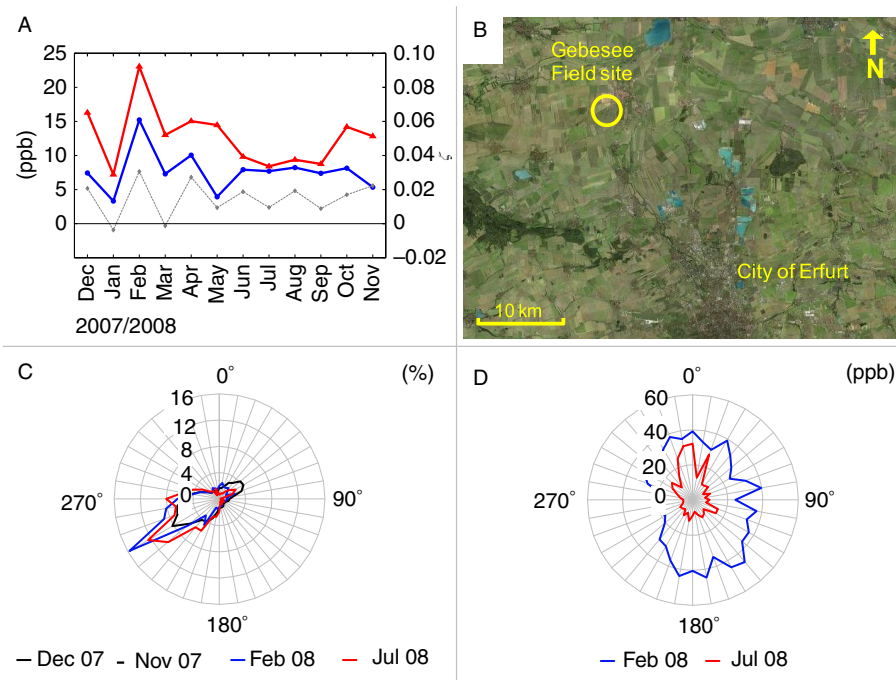 A
(ppb)
25
20
15
10
5
0
0.10
0.08
0.06
0.04
0.02
0
−0.02
ξ
Dec
Jan
Feb
Mar
Apr
May
Jun
Jul
Aug
Sep
Oct
Nov
2007/2008
B
Gebesee
Field site
N
City of Erfurt
10 km
C
0°
(%)
16
12
8
4
0
270°
90°
180°
Dec 07 Nov 07 Feb 08 Jul 08
D
0°
(ppb)
60
40
20
0
270°
90°
180°
Feb 08 Jul 08